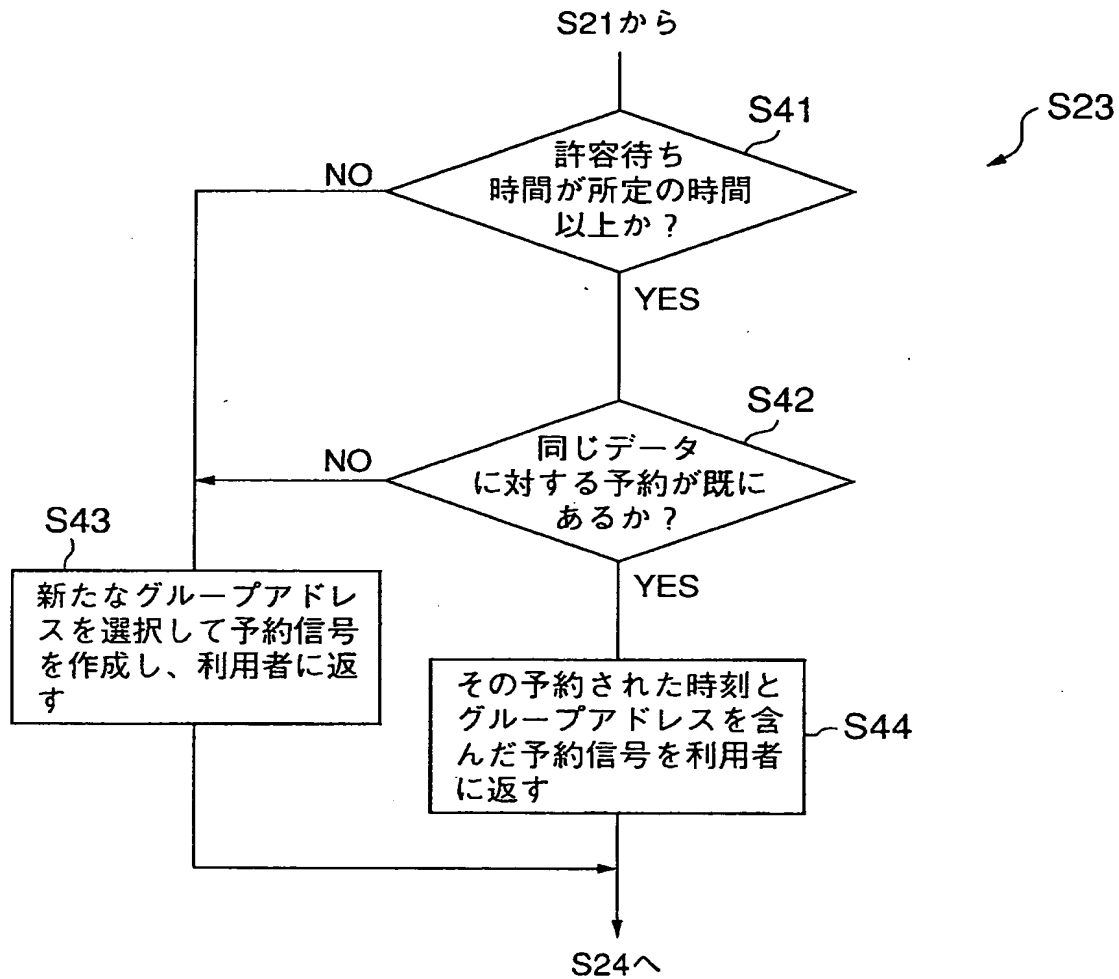 S21から
S23
S41
許容待ち
時間が所定の時間
以上か？
NO
YES
S42
同じデータ
に対する予約が既に
あるか？
NO
YES
S43
新たなグループアドレ
スを選択して予約信号
を作成し、利用者に返
す
その予約された時刻と
グループアドレスを含
んだ予約信号を利用者
に返す
S44
S24へ